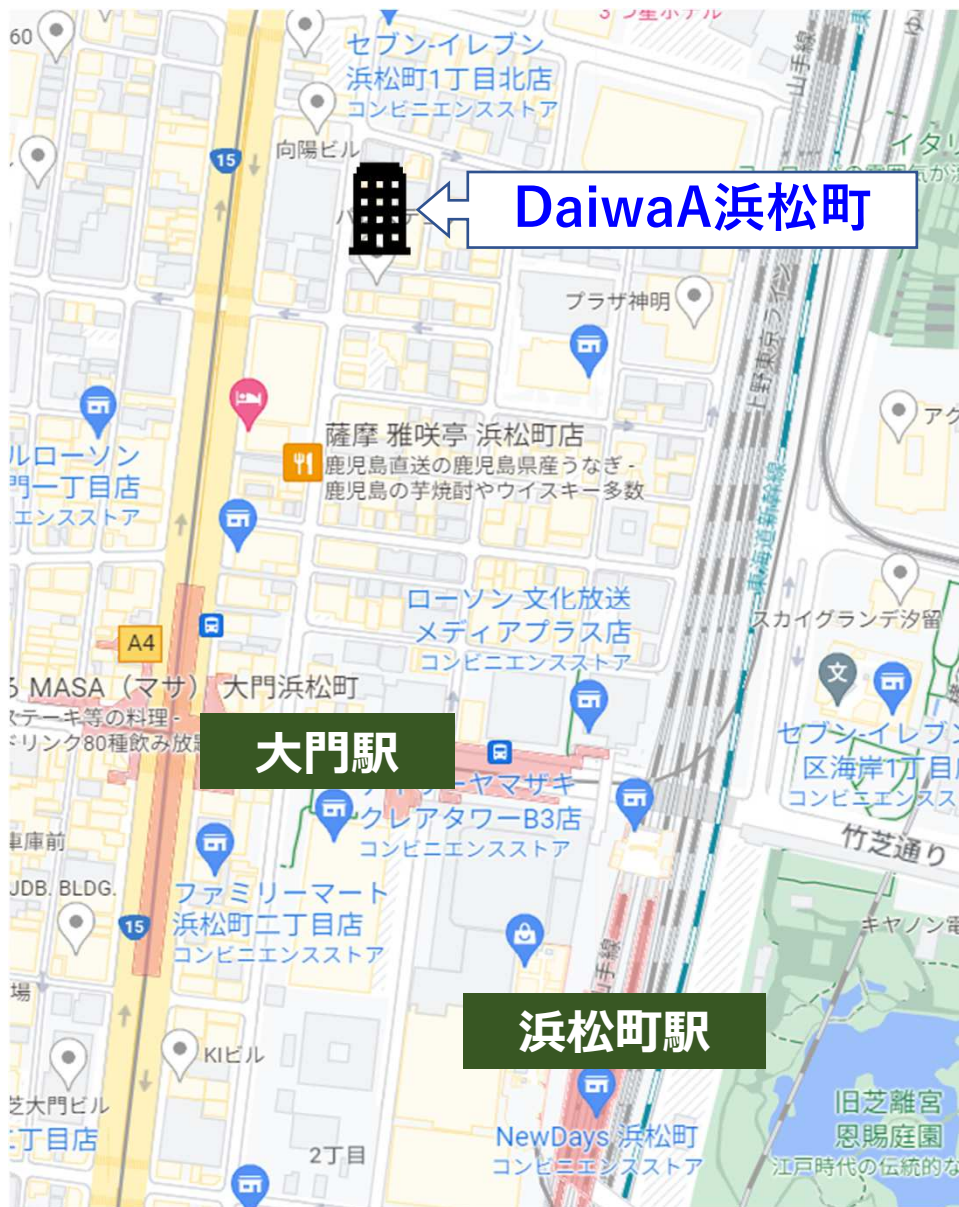 3つ星ホテル
60
セブン-イレブン
浜松町1丁目北店
コンビニエンスストア
山手線
向陽ビル
15
イタリ
DaiwaA浜松町
プラザ神明
上野東京ライン
アク
ルローソン
門一丁目店
エンスストア
薩摩 雅咲亭 浜松町店
鹿児島直送の鹿児島県産うなぎ -
鹿児島の芋焼酎やウイスキー多数
東海道新幹線
ローソン 文化放送
メディアプラス店
コンビニエンスストア
スカイグランデ汐留
A4
文
る MASA（マサ） 大門浜松町
ステーキ等の料理 -
ドリンク80種飲み放題
大門駅
セブン-イレブン
区海岸1丁目店
コンビニエンスス
デイリーヤマザキ
クレアタワーB3店
コンビニエンスストア
車庫前
竹芝通り
JDB. BLDG.
ファミリーマート
浜松町二丁目店
コンビニエンスストア
15
キヤノン電
山手線
場
浜松町駅
KIビル
芝大門ビル
二丁目店
2丁目
NewDays 浜松町
コンビニエンスストア
旧芝離宮
恩賜庭園
江戸時代の伝統的な